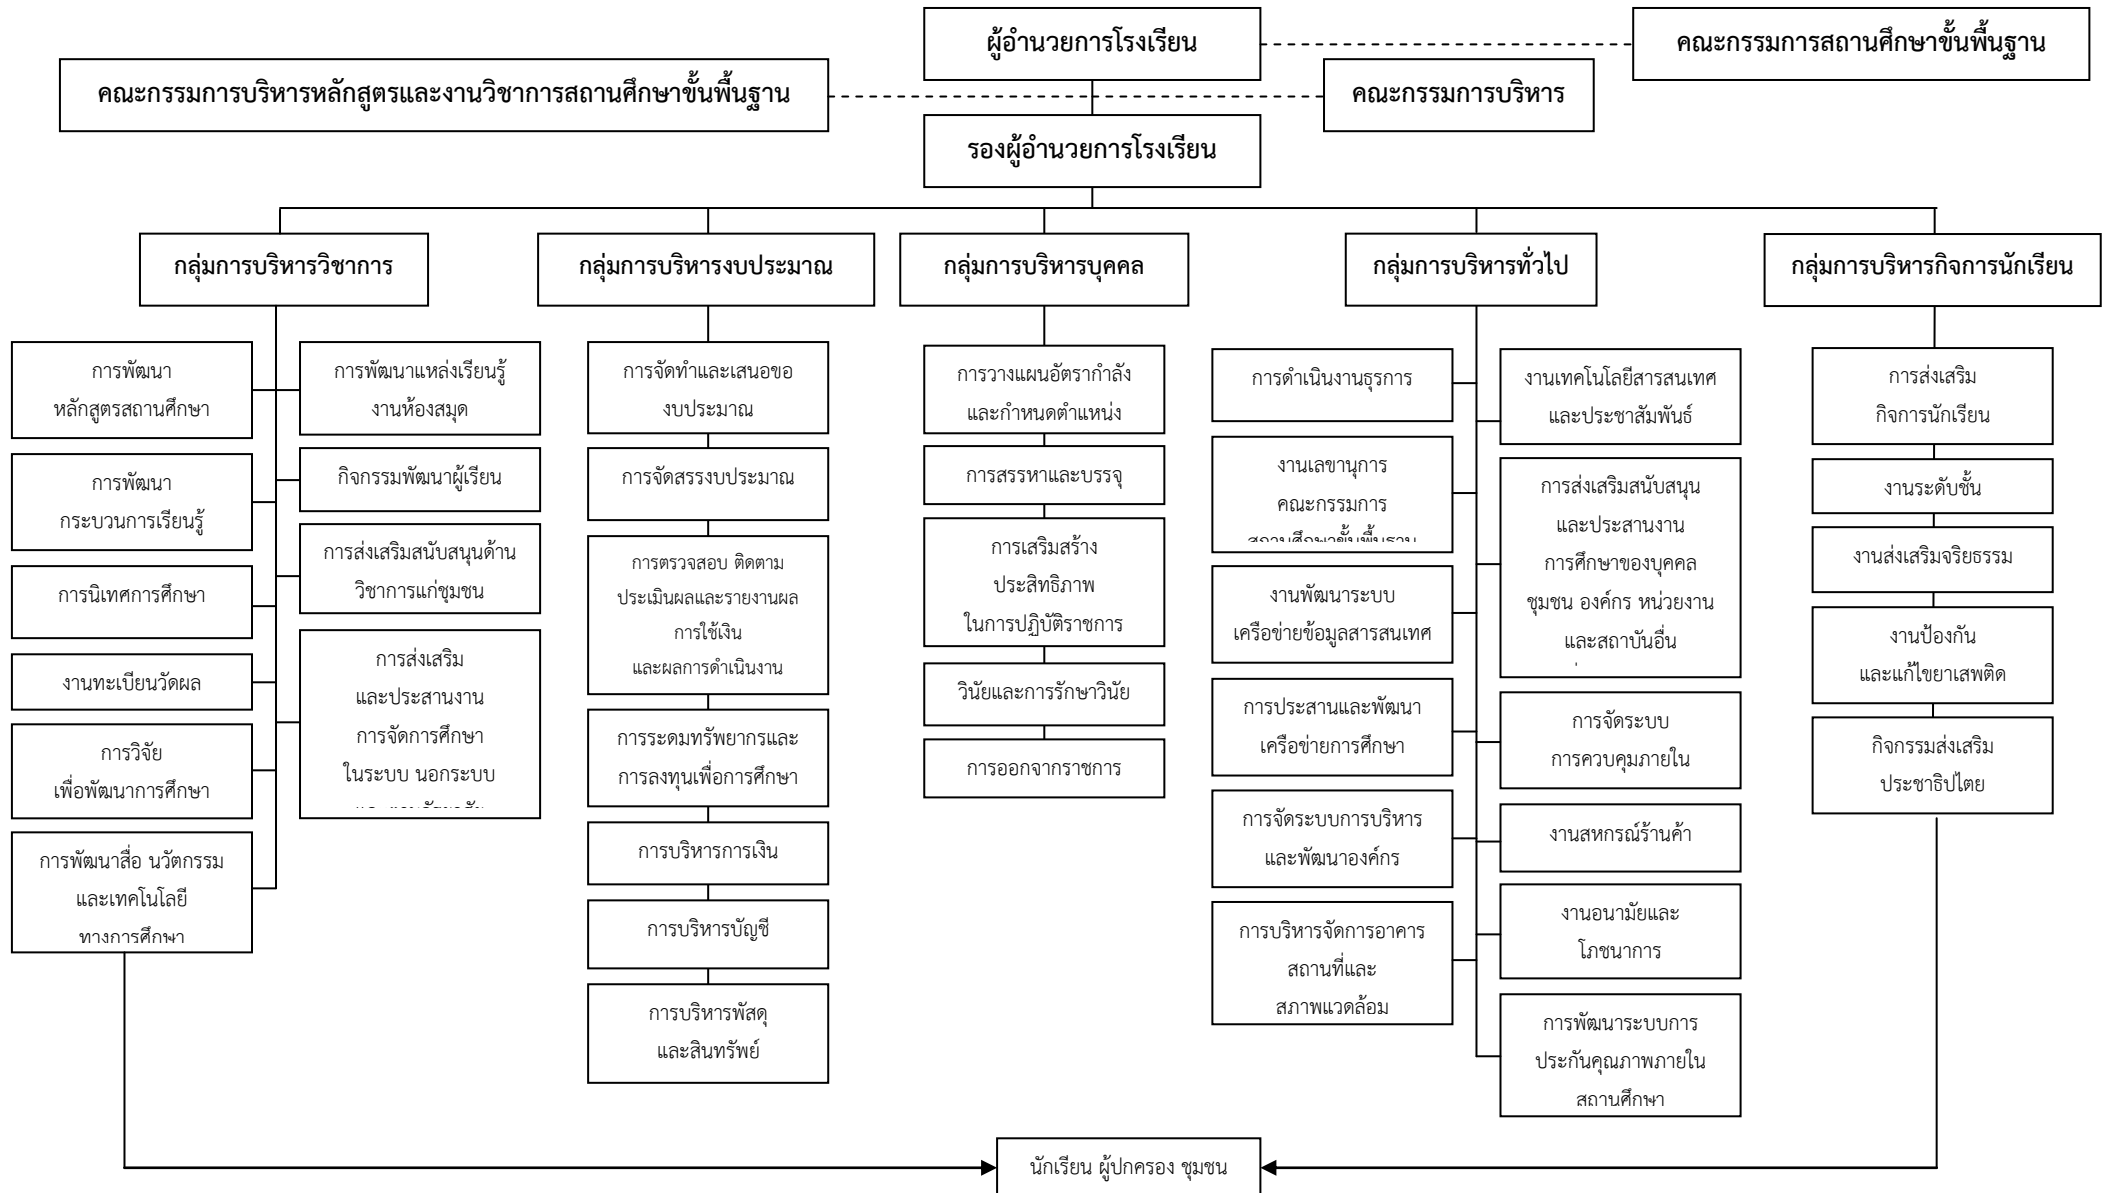 ผู้อำนวยการโรงเรียน
คณะกรรมการสถานศึกษาขั้นพื้นฐาน
คณะกรรมการบริหารหลักสูตรและงานวิชาการสถานศึกษาขั้นพื้นฐาน
คณะกรรมการบริหาร
รองผู้อำนวยการโรงเรียน
กลุ่มการบริหารวิชาการ
กลุ่มการบริหารงบประมาณ
กลุ่มการบริหารบุคคล
กลุ่มการบริหารทั่วไป
กลุ่มการบริหารกิจการนักเรียน
การพัฒนา
หลักสูตรสถานศึกษา
การพัฒนา
กระบวนการเรียนรู้
การนิเทศการศึกษา
งานทะเบียนวัดผล
การวิจัย
เพื่อพัฒนาการศึกษา
การพัฒนาสื่อ นวัตกรรม
และเทคโนโลยี
ทางการศึกษา
การพัฒนาแหล่งเรียนรู้
งานห้องสมุด
กิจกรรมพัฒนาผู้เรียน
การส่งเสริมสนับสนุนด้าน
วิชาการแก่ชุมชน
การส่งเสริม
และประสานงาน
การจัดการศึกษา
ในระบบ นอกระบบ
การจัดทำและเสนอขอ
งบประมาณ
การจัดสรรงบประมาณ
การตรวจสอบ ติดตาม
ประเมินผลและรายงานผล
การใช้เงิน
และผลการดำเนินงาน
การระดมทรัพยากรและ
การลงทุนเพื่อการศึกษา
การบริหารการเงิน
การบริหารบัญชี
การบริหารพัสดุ
และสินทรัพย์
การวางแผนอัตรากำลัง
และกำหนดตำแหน่ง
การสรรหาและบรรจุ
การเสริมสร้าง
ประสิทธิภาพ
ในการปฏิบัติราชการ
วินัยและการรักษาวินัย
การออกจากราชการ
การดำเนินงานธุรการ
งานเลขานุการ
คณะกรรมการ
สถานศึกษาขั้นพื้นฐาน
งานพัฒนาระบบ
เครือข่ายข้อมูลสารสนเทศ
การประสานและพัฒนา
เครือข่ายการศึกษา
การจัดระบบการบริหาร
และพัฒนาองค์กร
การบริหารจัดการอาคาร
สถานที่และ
สภาพแวดล้อม
งานเทคโนโลยีสารสนเทศ
และประชาสัมพันธ์
การส่งเสริมสนับสนุน
และประสานงาน
การศึกษาของบุคคล
ชุมชน องค์กร หน่วยงาน
และสถาบันอื่น
การจัดระบบ
การควบคุมภายใน
งานสหกรณ์ร้านค้า
งานอนามัยและ
โภชนาการ
การพัฒนาระบบการ
ประกันคุณภาพภายใน
สถานศึกษา
การส่งเสริม
กิจการนักเรียน
งานระดับชั้น
งานส่งเสริมจริยธรรม
งานป้องกัน
และแก้ไขยาเสพติด
กิจกรรมส่งเสริม
ประชาธิปไตย
นักเรียน ผู้ปกครอง ชุมชน